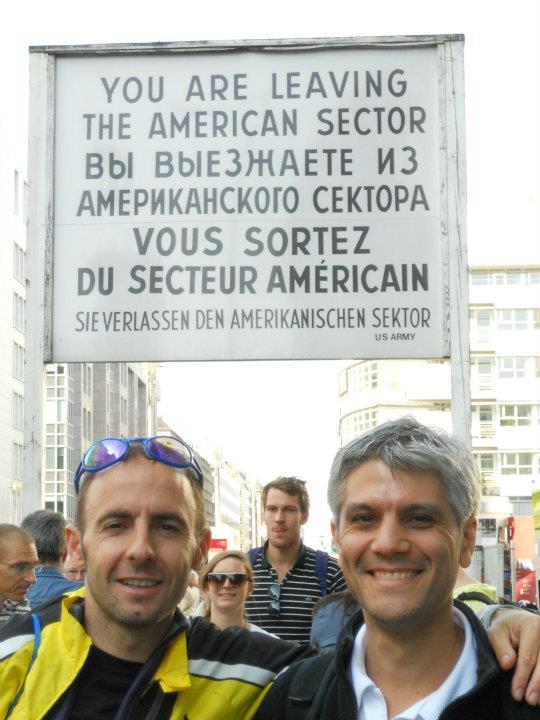 YOU ARE LEAVING
THE AMERICAN SECTOR
ВЫ ВЫЕЗЖАЕТЕ ИЗ
АМЕРИКАНСКОГО СЕКТОРА
VOUS SORTEZ
DU SECTEUR AMÉRICAIN
SIE VERLASSEN DEN AMERIKANISCHEN SEKTOR
US ARMY